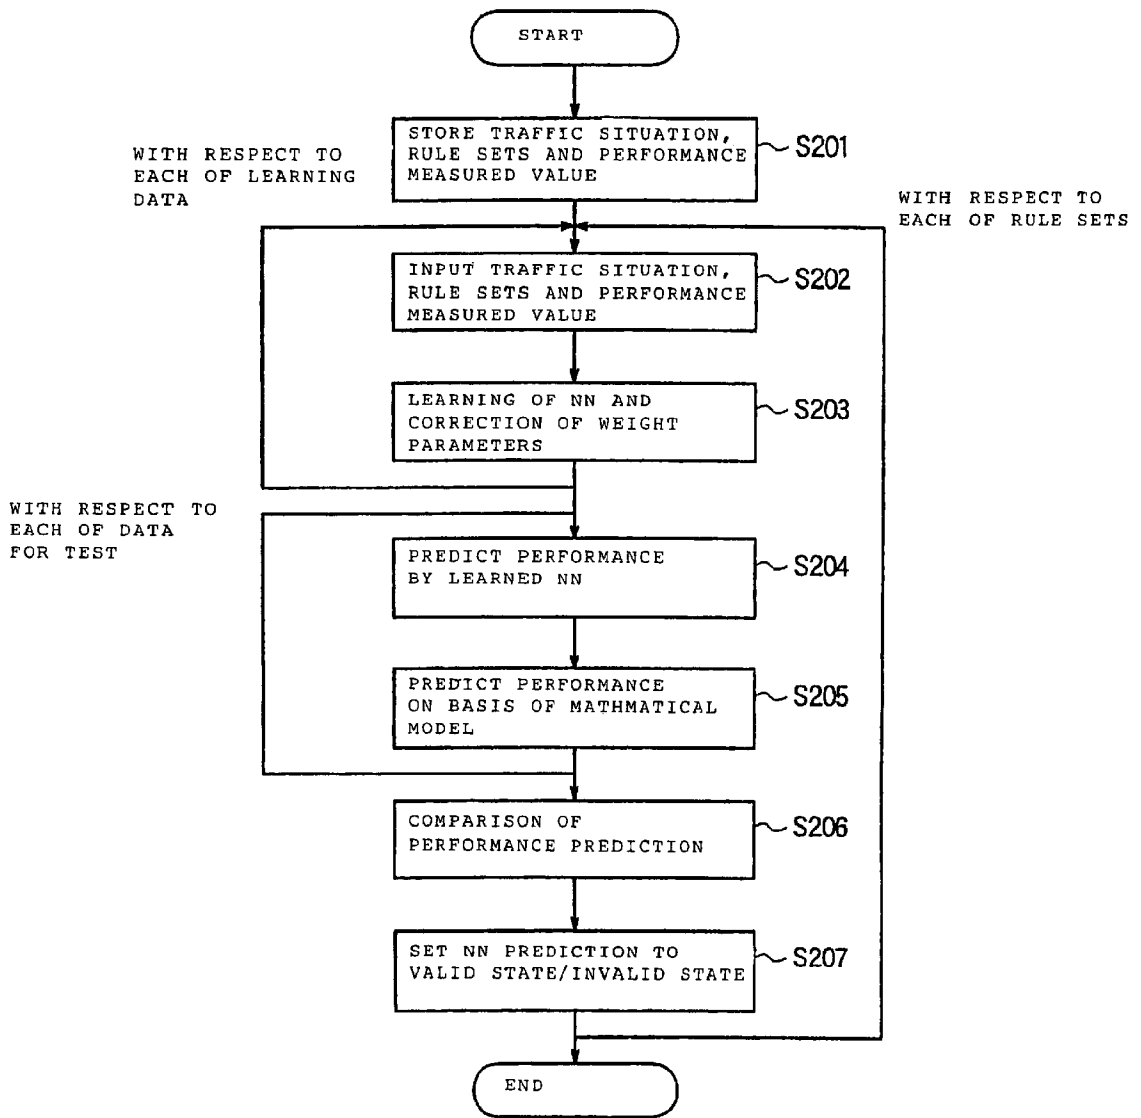 START
STORE TRAFFIC SITUATION,
RULE SETS AND PERFORMANCE
MEASURED VALUE
S201
WITH RESPECT TO
EACH OF LEARNING
DATA
WITH RESPECT TO
EACH OF RULE SETS
INPUT TRAFFIC SITUATION,
RULE SETS AND PERFORMANCE
MEASURED VALUE
S202
LEARNING OF NN AND
CORRECTION OF WEIGHT
PARAMETERS
S203
WITH RESPECT TO
EACH OF DATA
FOR TEST
PREDICT PERFORMANCE
BY LEARNED NN
S204
PREDICT PERFORMANCE
ON BASIS OF MATHMATICAL
MODEL
S205
COMPARISON OF
PERFORMANCE PREDICTION
S206
SET NN PREDICTION TO
VALID STATE/INVALID STATE
S207
END